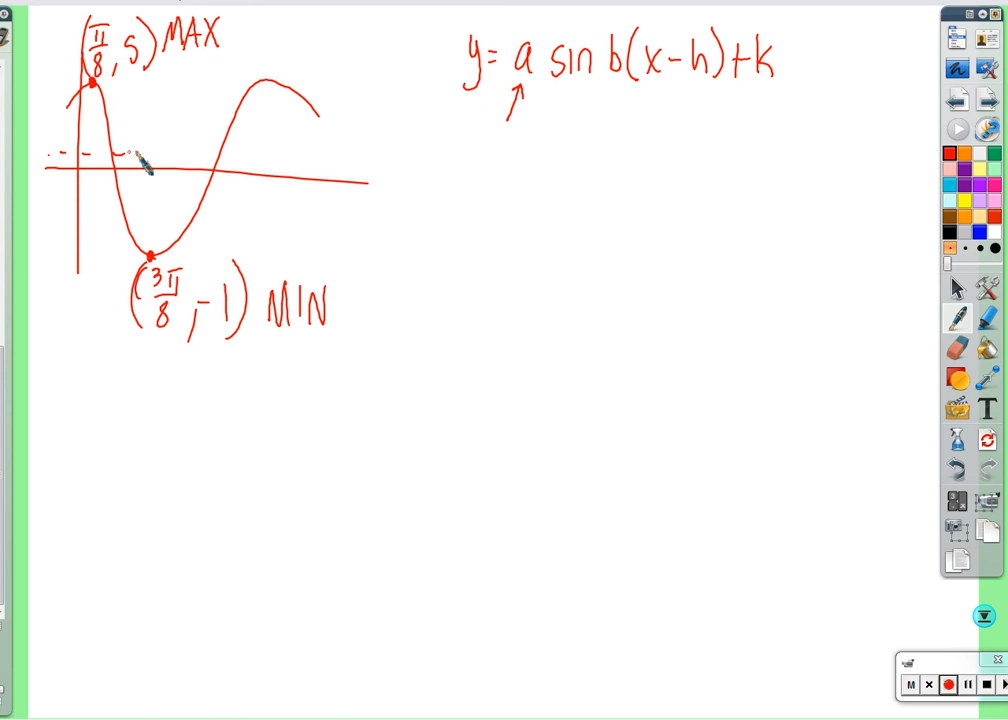 (π/8, 5) MAX
y = a sin b(x-h)+k
(3π/8, -1) MIN
T
M